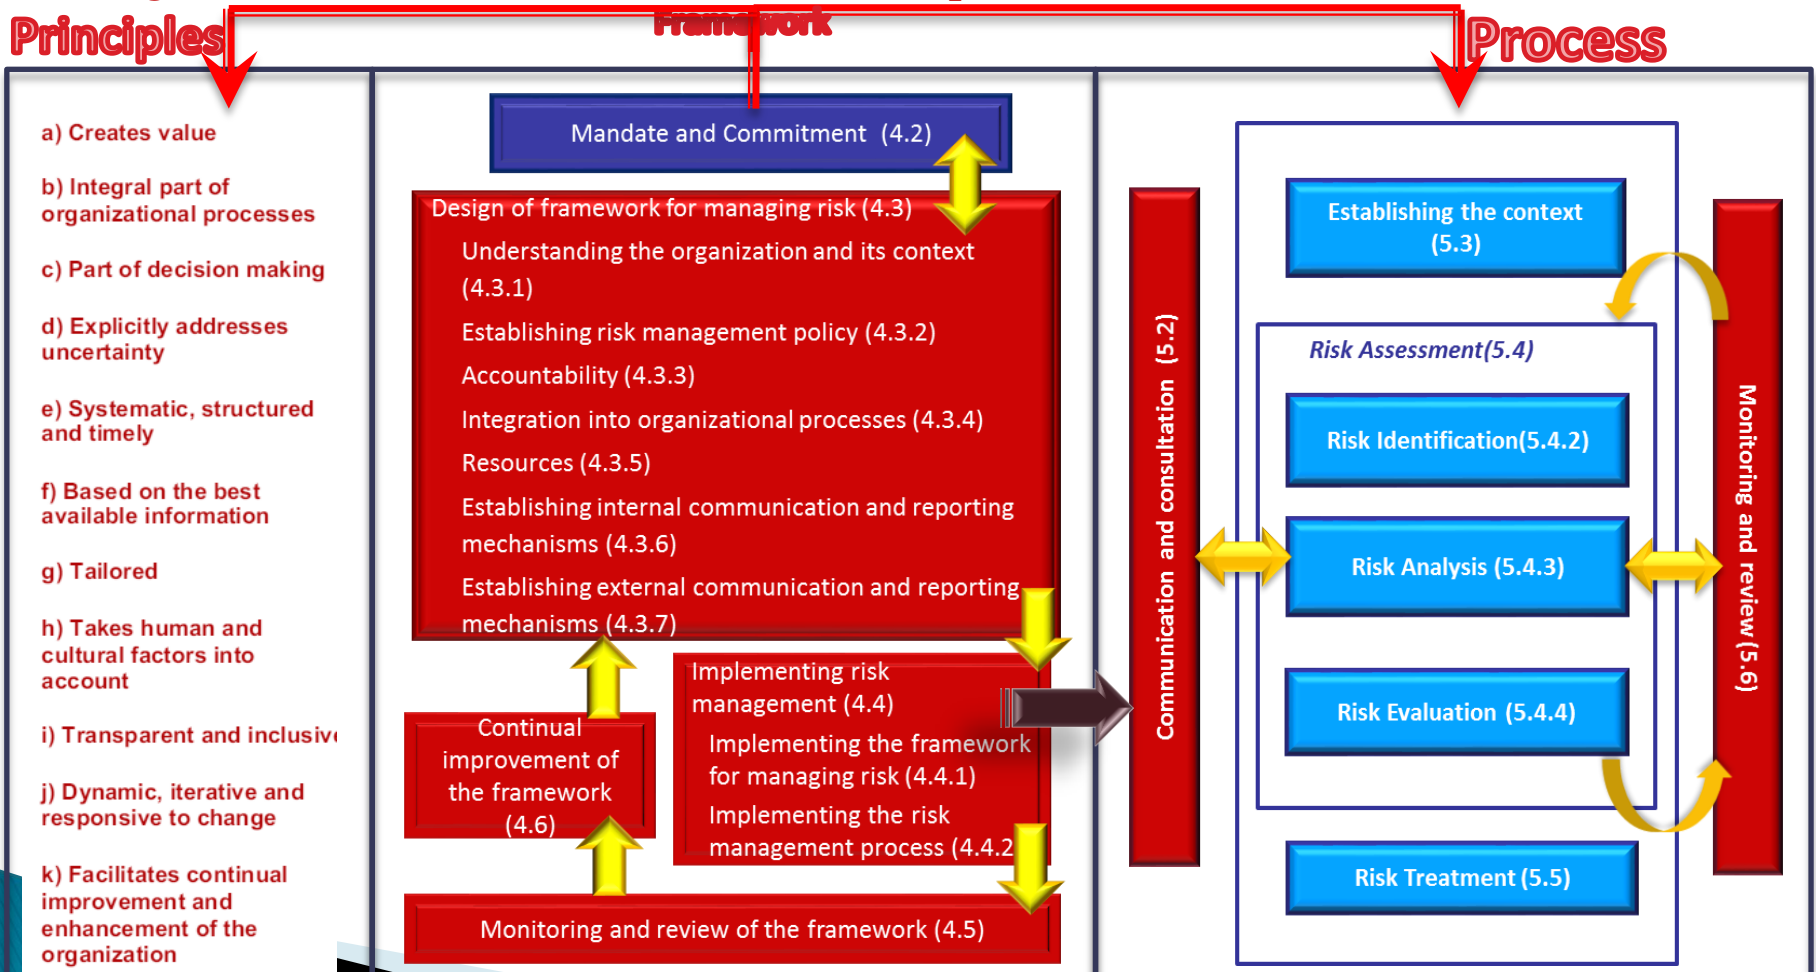 Principles
Framework
Process
a) Creates value
b) Integral part of
organizational processes
c) Part of decision making
d) Explicitly addresses
uncertainty
e) Systematic, structured
and timely
f) Based on the best
available information
g) Tailored
h) Takes human and
cultural factors into
account
i) Transparent and inclusive
j) Dynamic, iterative and
responsive to change
k) Facilitates continual
improvement and
enhancement of the
organization
Mandate and Commitment (4.2)
Design of framework for managing risk (4.3)
Understanding the organization and its context
(4.3.1)
Establishing risk management policy (4.3.2)
Accountability (4.3.3)
Integration into organizational processes (4.3.4)
Resources (4.3.5)
Establishing internal communication and reporting
mechanisms (4.3.6)
Establishing external communication and reporting
mechanisms (4.3.7)
Implementing risk
management (4.4)
Implementing the framework
for managing risk (4.4.1)
Implementing the risk
management process (4.4.2
Continual
improvement of
the framework
(4.6)
Monitoring and review of the framework (4.5)
Communication and consultation (5.2)
Establishing the context
(5.3)
Risk Assessment(5.4)
Risk Identification(5.4.2)
Risk Analysis (5.4.3)
Risk Evaluation (5.4.4)
Risk Treatment (5.5)
Monitoring and review (5.6)